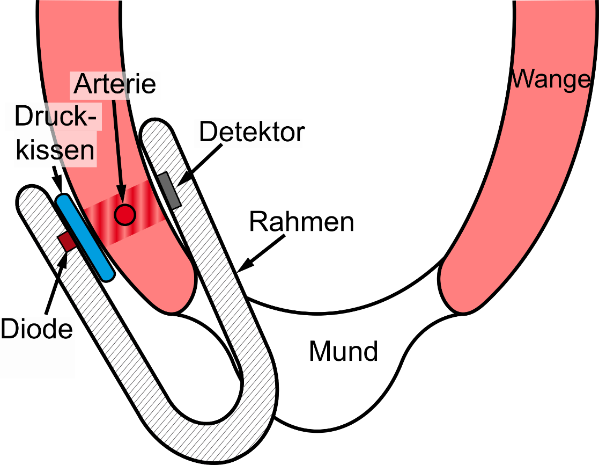 Arterie
Wange
Druck-
kissen
Detektor
Rahmen
Diode
Mund